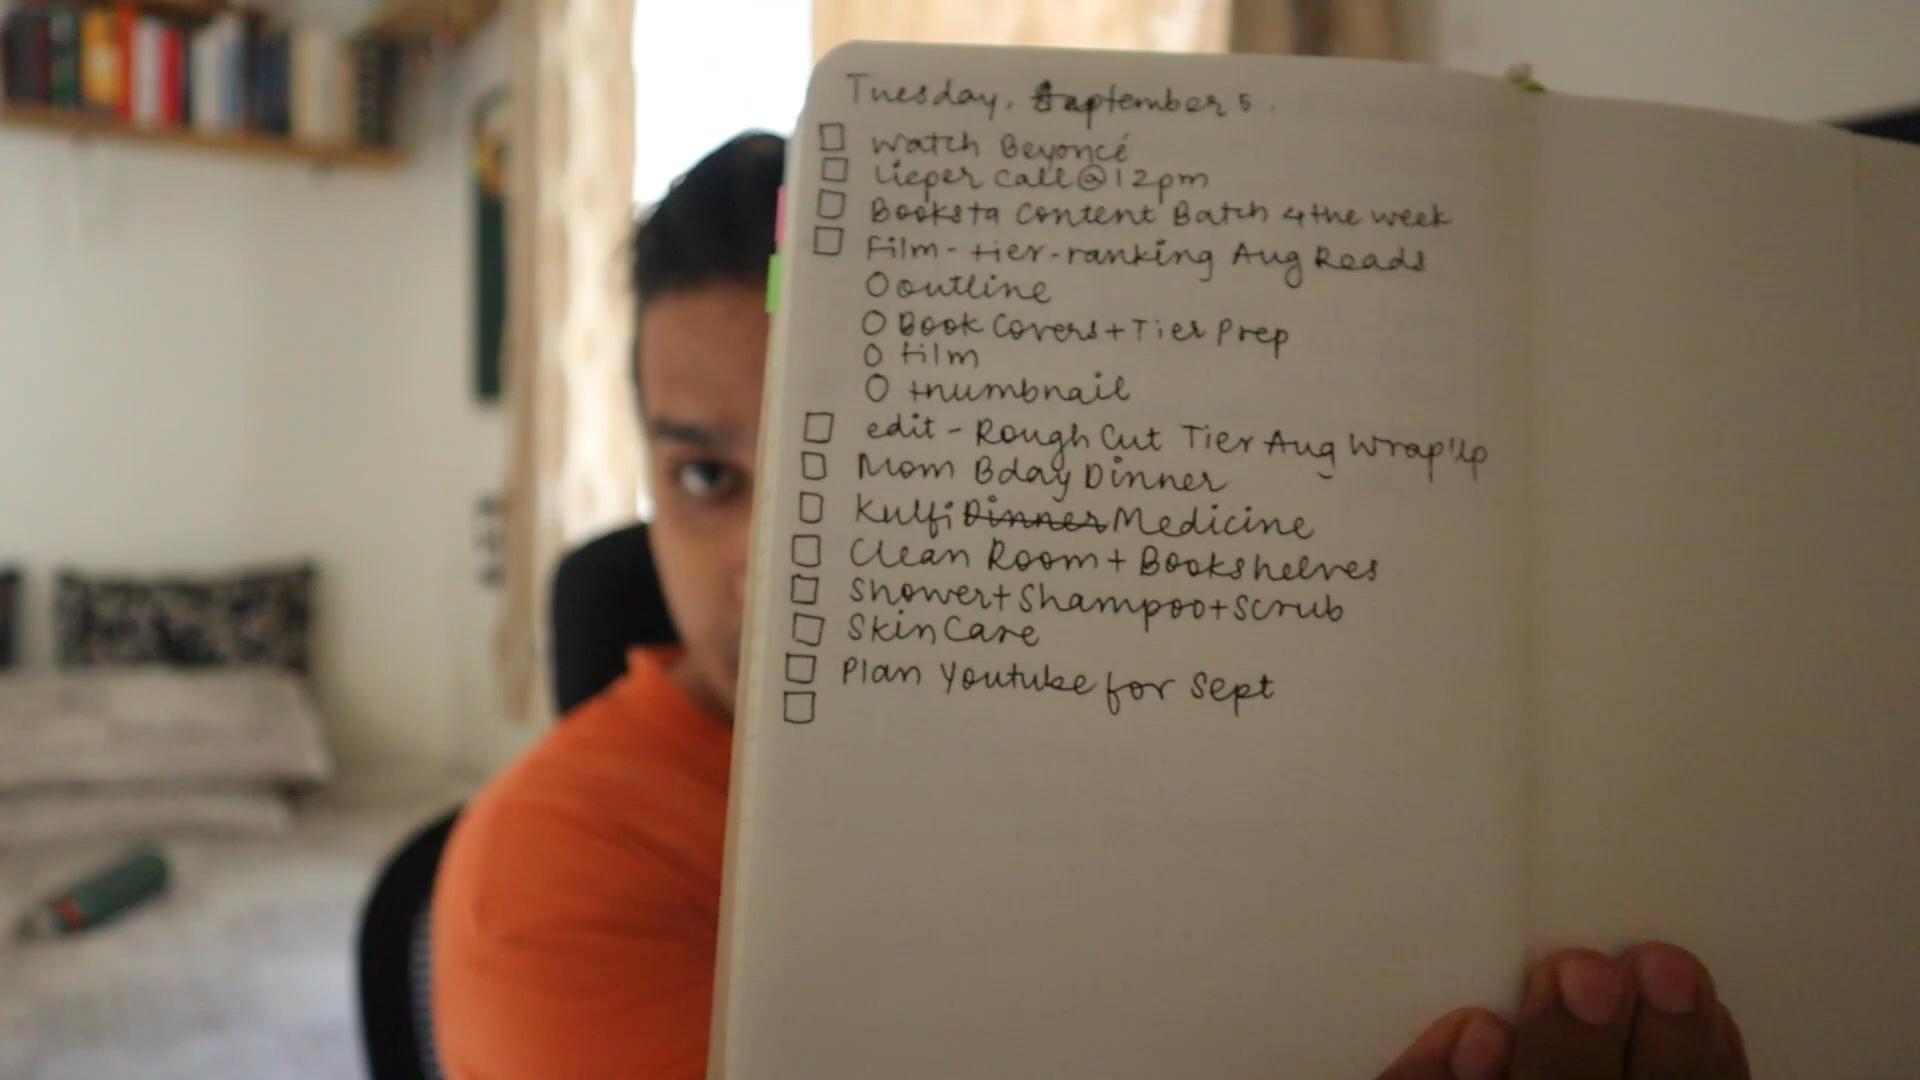 Tuesday, September 5.
Watch Beyoncé
Lieper Call @ 12pm
Booksta Content Batch 4 the week
Film - tier-ranking Aug Reads
outline
Book Covers + Tier Prep
film
thumbnail
edit - Rough Cut Tier Aug Wrap Up
Mom Bday Dinner
Kulfi Dinner Medicine
Clean Room + Bookshelves
Shower + Shampoo + Scrub
Skin Care
Plan Youtube for Sept